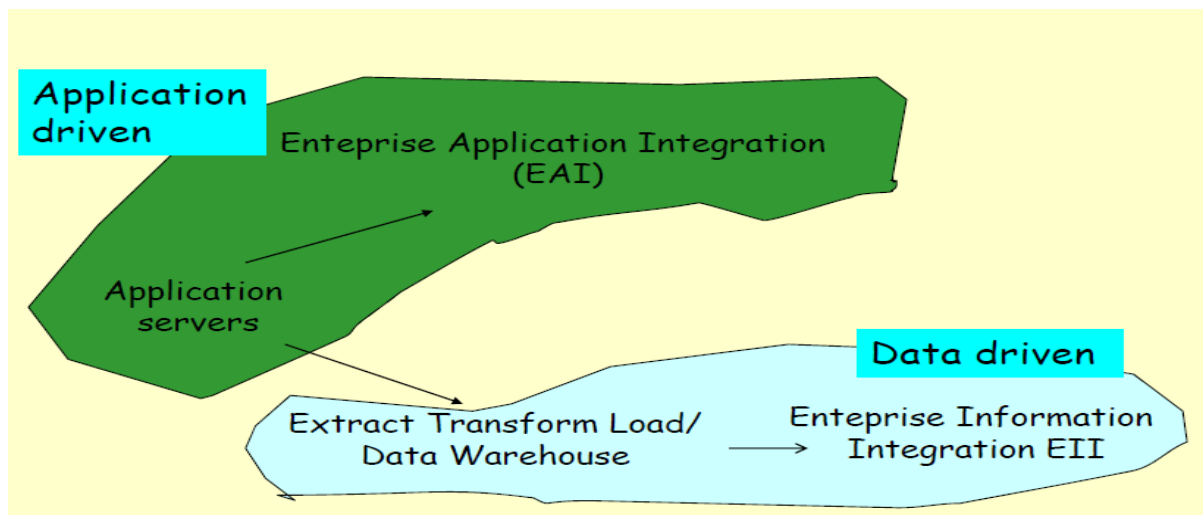 Application
driven
Enteprise Application Integration
(EAI)
Application
servers
Data driven
Extract Transform Load/
Data Warehouse
Enteprise Information
Integration EII